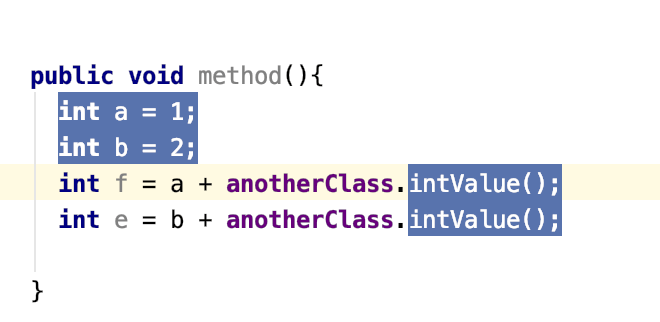 public void method(){
int a = 1;
int b = 2;
int f = a + anotherClass.intValue();
int e = b + anotherClass.intValue();
}